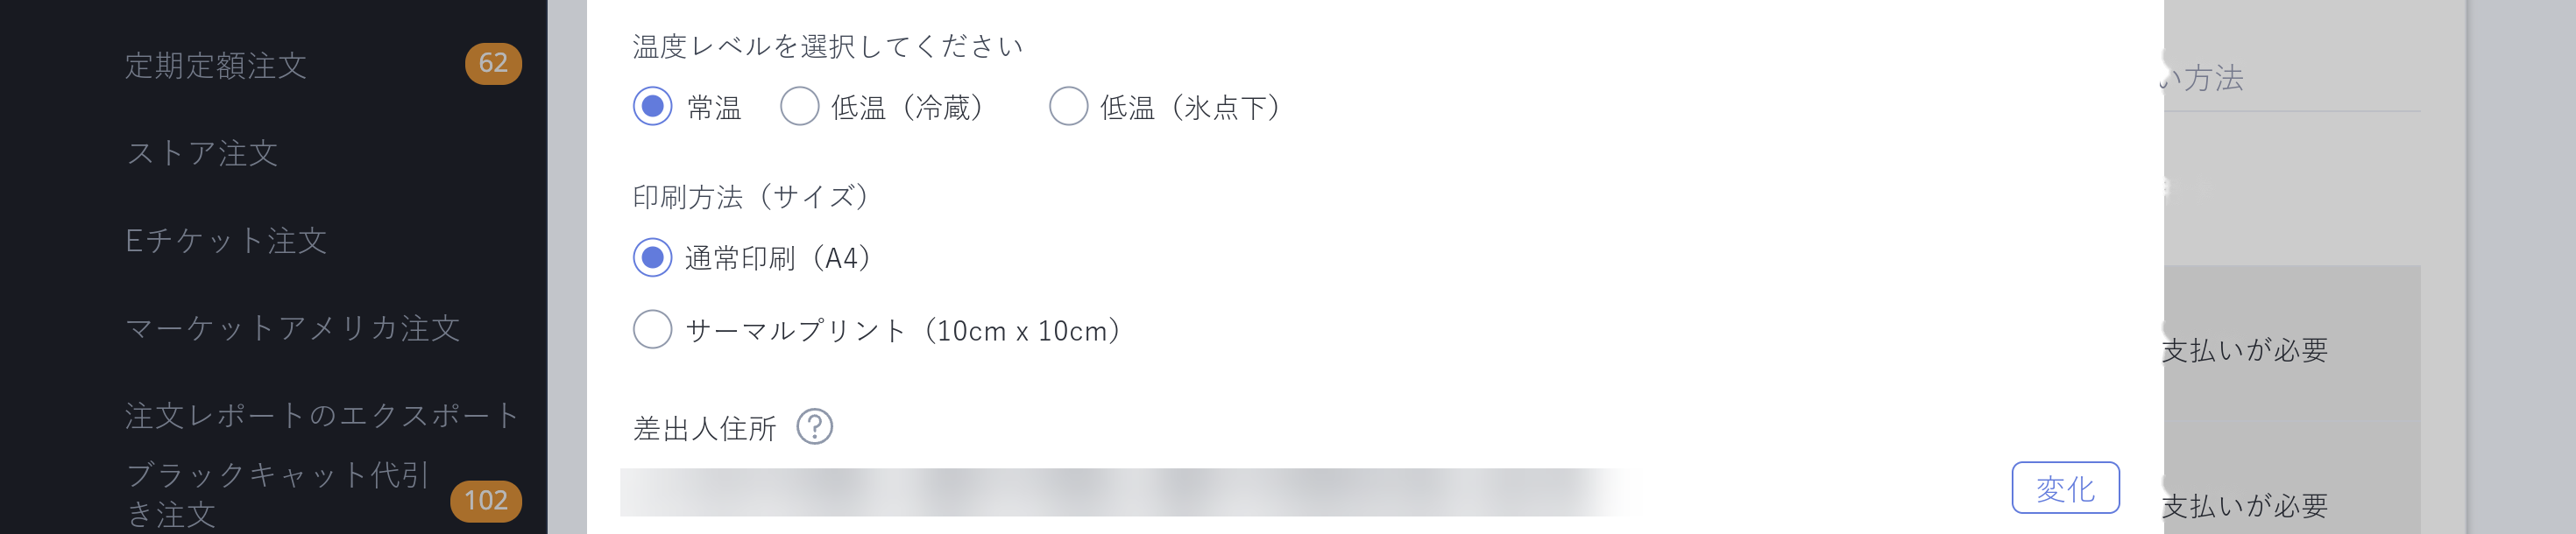 定期定額注文 62
ストア注文
Eチケット注文
マーケットアメリカ注文
注文レポートのエクスポート
ブラックキャット代引
き注文 102
温度レベルを選択してください
常温 低温（冷蔵） 低温（氷点下）
印刷方法（サイズ）
通常印刷（A4）
サーマルプリント（10cm x 10cm）
差出人住所 ?
変化
い方法
支払いが必要
支払いが必要